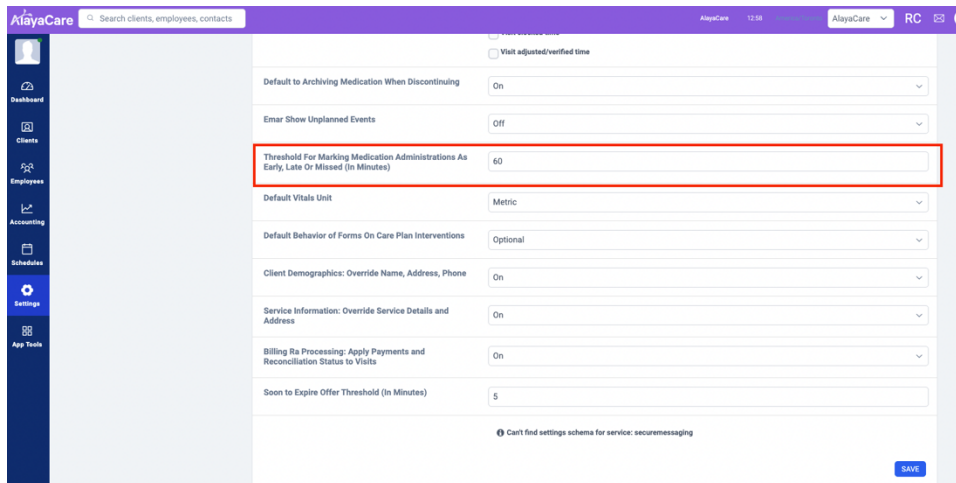 AlayaCare
Search clients, employees, contacts
AlayaCare
12:58
AlayaCare
RC
Dashboard
Clients
Employees
Accounting
Schedules
Settings
App Tools
Visit adjusted/verified time
Default to Archiving Medication When Discontinuing
On
Emar Show Unplanned Events
Off
Threshold For Marking Medication Administrations As
Early, Late Or Missed (In Minutes)
60
Default Vitals Unit
Metric
Default Behavior of Forms On Care Plan Interventions
Optional
Client Demographics: Override Name, Address, Phone
On
Service Information: Override Service Details and
Address
On
Billing Ra Processing: Apply Payments and
Reconciliation Status to Visits
On
Soon to Expire Offer Threshold (In Minutes)
5
Can't find settings schema for service: securemessaging
SAVE